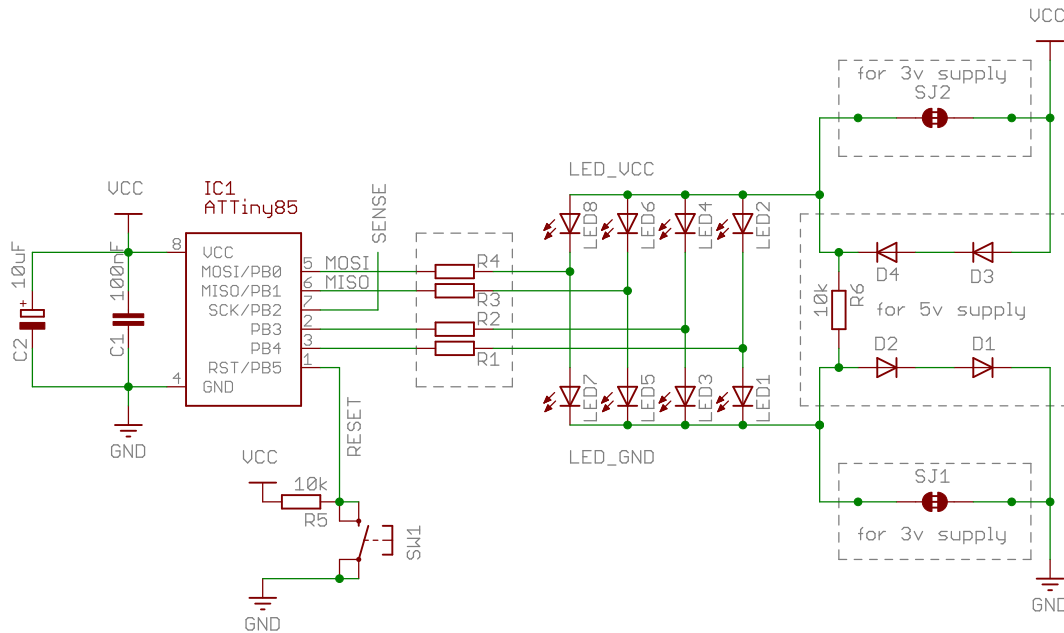 VCC
for 3v supply
SJ2
LED_VCC
VCC
IC1
ATTiny85
SENSE
LED8
LED6
LED4
LED2
10uF
100nF
8
VCC
MOSI/PB0
5
MOSI
R4
MISO/PB1
6
MISO
R3
SCK/PB2
7
PB3
2
R2
PB4
3
R1
RST/PB5
1
4
GND
+
C2
C1
GND
D4
D3
10k
R6
for 5v supply
D2
D1
LED7
LED5
LED3
LED1
RESET
LED_GND
VCC
10k
R5
SW1
GND
SJ1
for 3v supply
GND